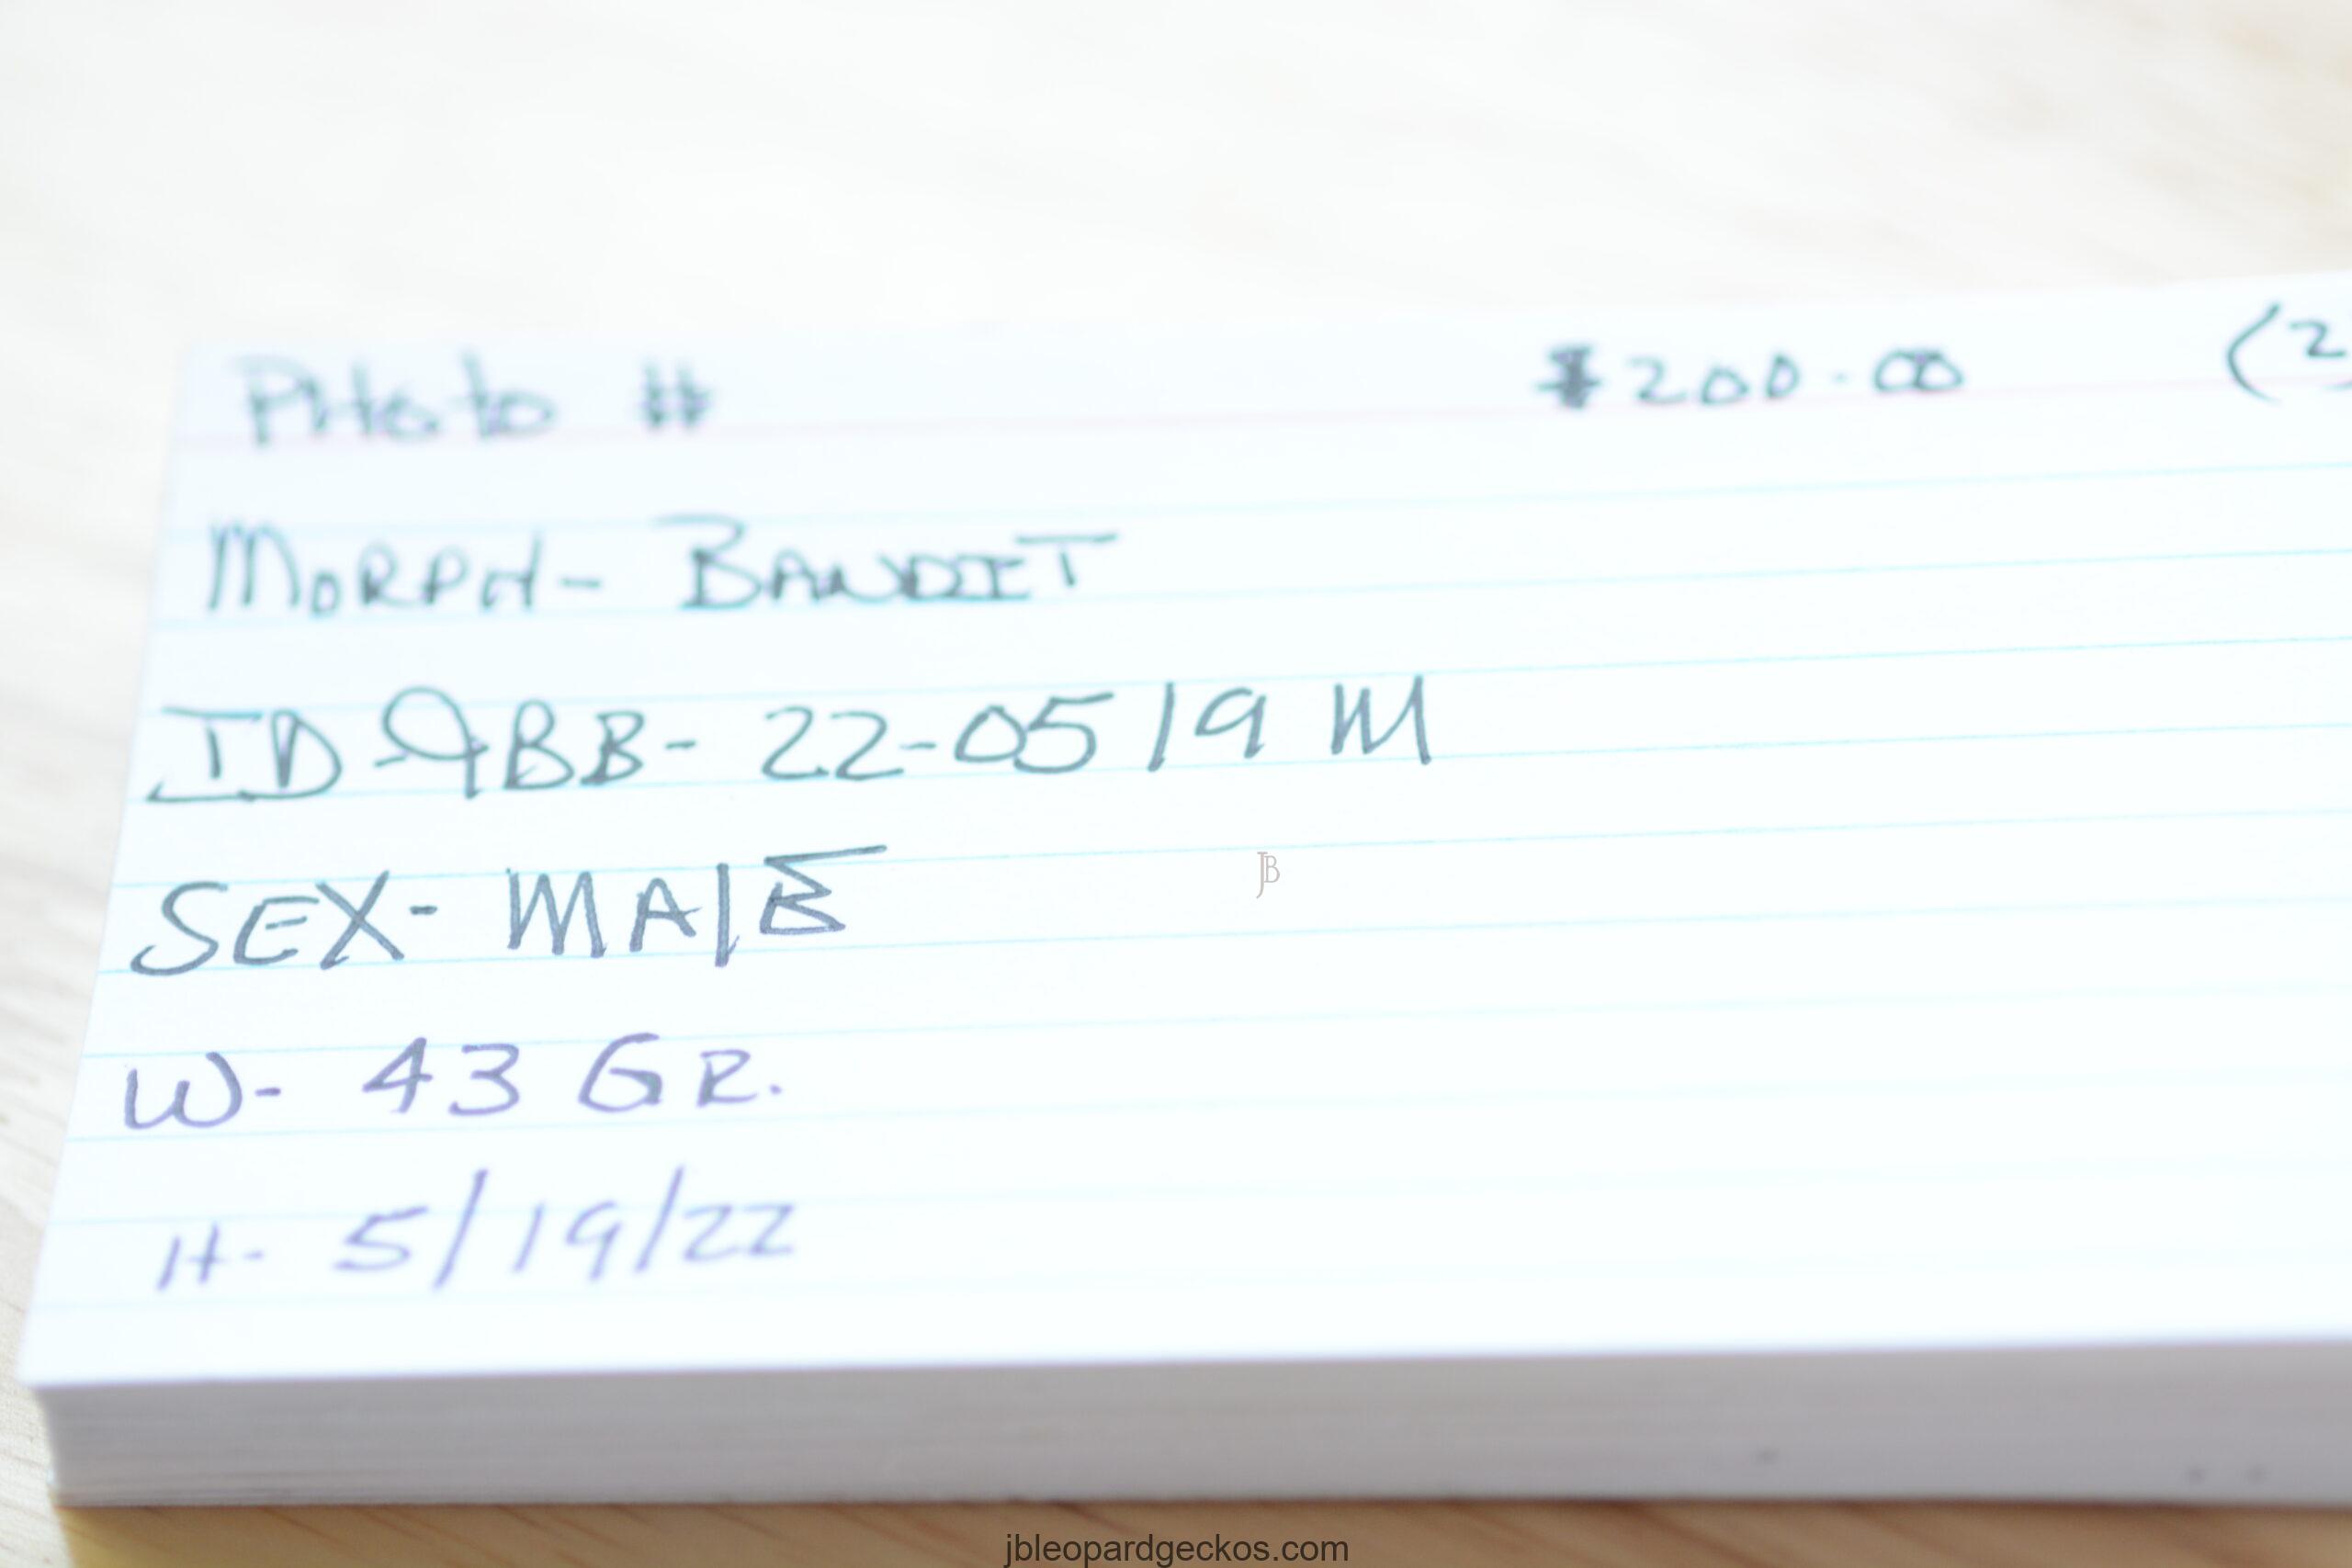 PHoto # $200.00 (2
MORPH- BANDIT
ID-JBB-22-0519 M
SEX- MAlE
JB
W- 43 GR.
H- 5/19/22
jbleopardgeckos.com